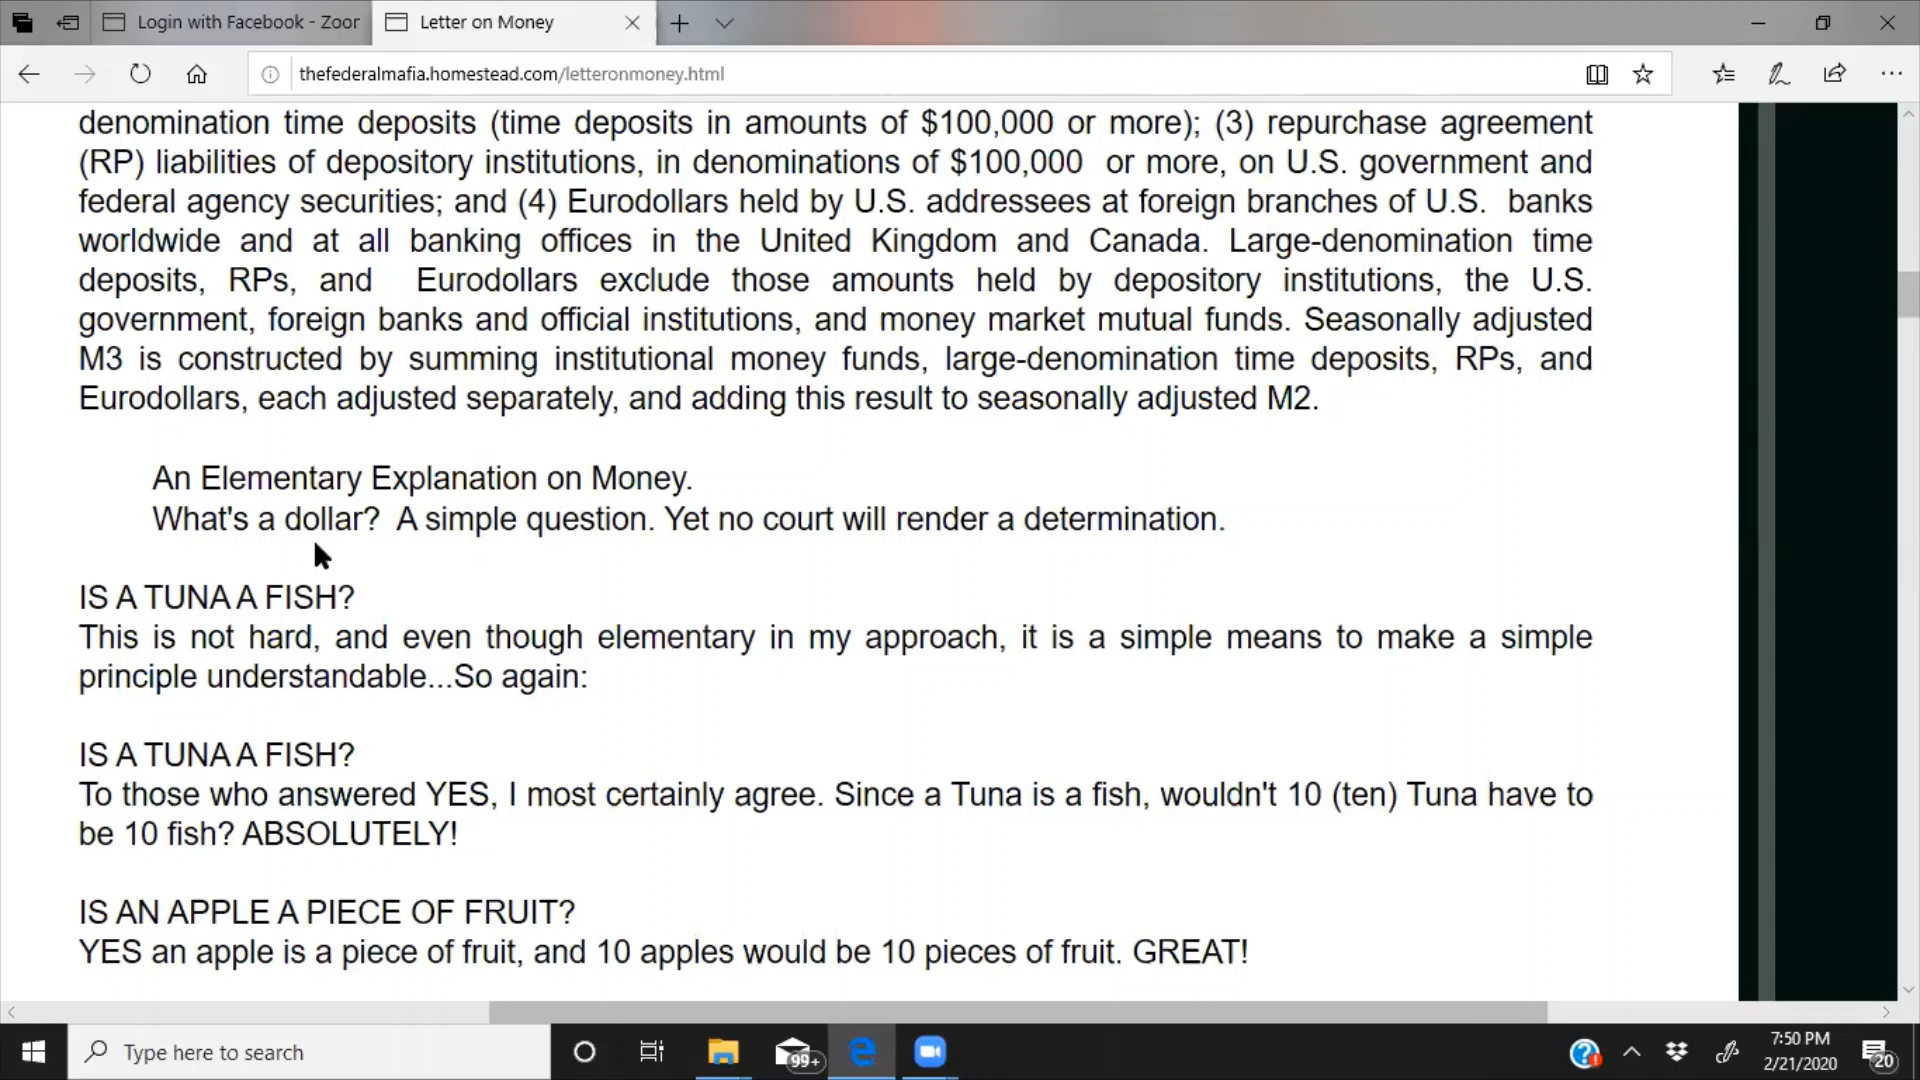 Login with Facebook - Zoor
Letter on Money
thefederalmafia.homestead.com/letteronmoney.html
denomination time deposits (time deposits in amounts of $100,000 or more); (3) repurchase agreement
(RP) liabilities of depository institutions, in denominations of $100,000 or more, on U.S. government and
federal agency securities; and (4) Eurodollars held by U.S. addressees at foreign branches of U.S. banks
worldwide and at all banking offices in the United Kingdom and Canada. Large-denomination time
deposits, RPs, and Eurodollars exclude those amounts held by depository institutions, the U.S.
government, foreign banks and official institutions, and money market mutual funds. Seasonally adjusted
M3 is constructed by summing institutional money funds, large-denomination time deposits, RPs, and
Eurodollars, each adjusted separately, and adding this result to seasonally adjusted M2.
An Elementary Explanation on Money.
What's a dollar? A simple question. Yet no court will render a determination.
IS A TUNA A FISH?
This is not hard, and even though elementary in my approach, it is a simple means to make a simple
principle understandable...So again:
IS A TUNA A FISH?
To those who answered YES, I most certainly agree. Since a Tuna is a fish, wouldn't 10 (ten) Tuna have to
be 10 fish? ABSOLUTELY!
IS AN APPLE A PIECE OF FRUIT?
YES an apple is a piece of fruit, and 10 apples would be 10 pieces of fruit. GREAT!
Type here to search
99+
7:50 PM
2/21/2020
20